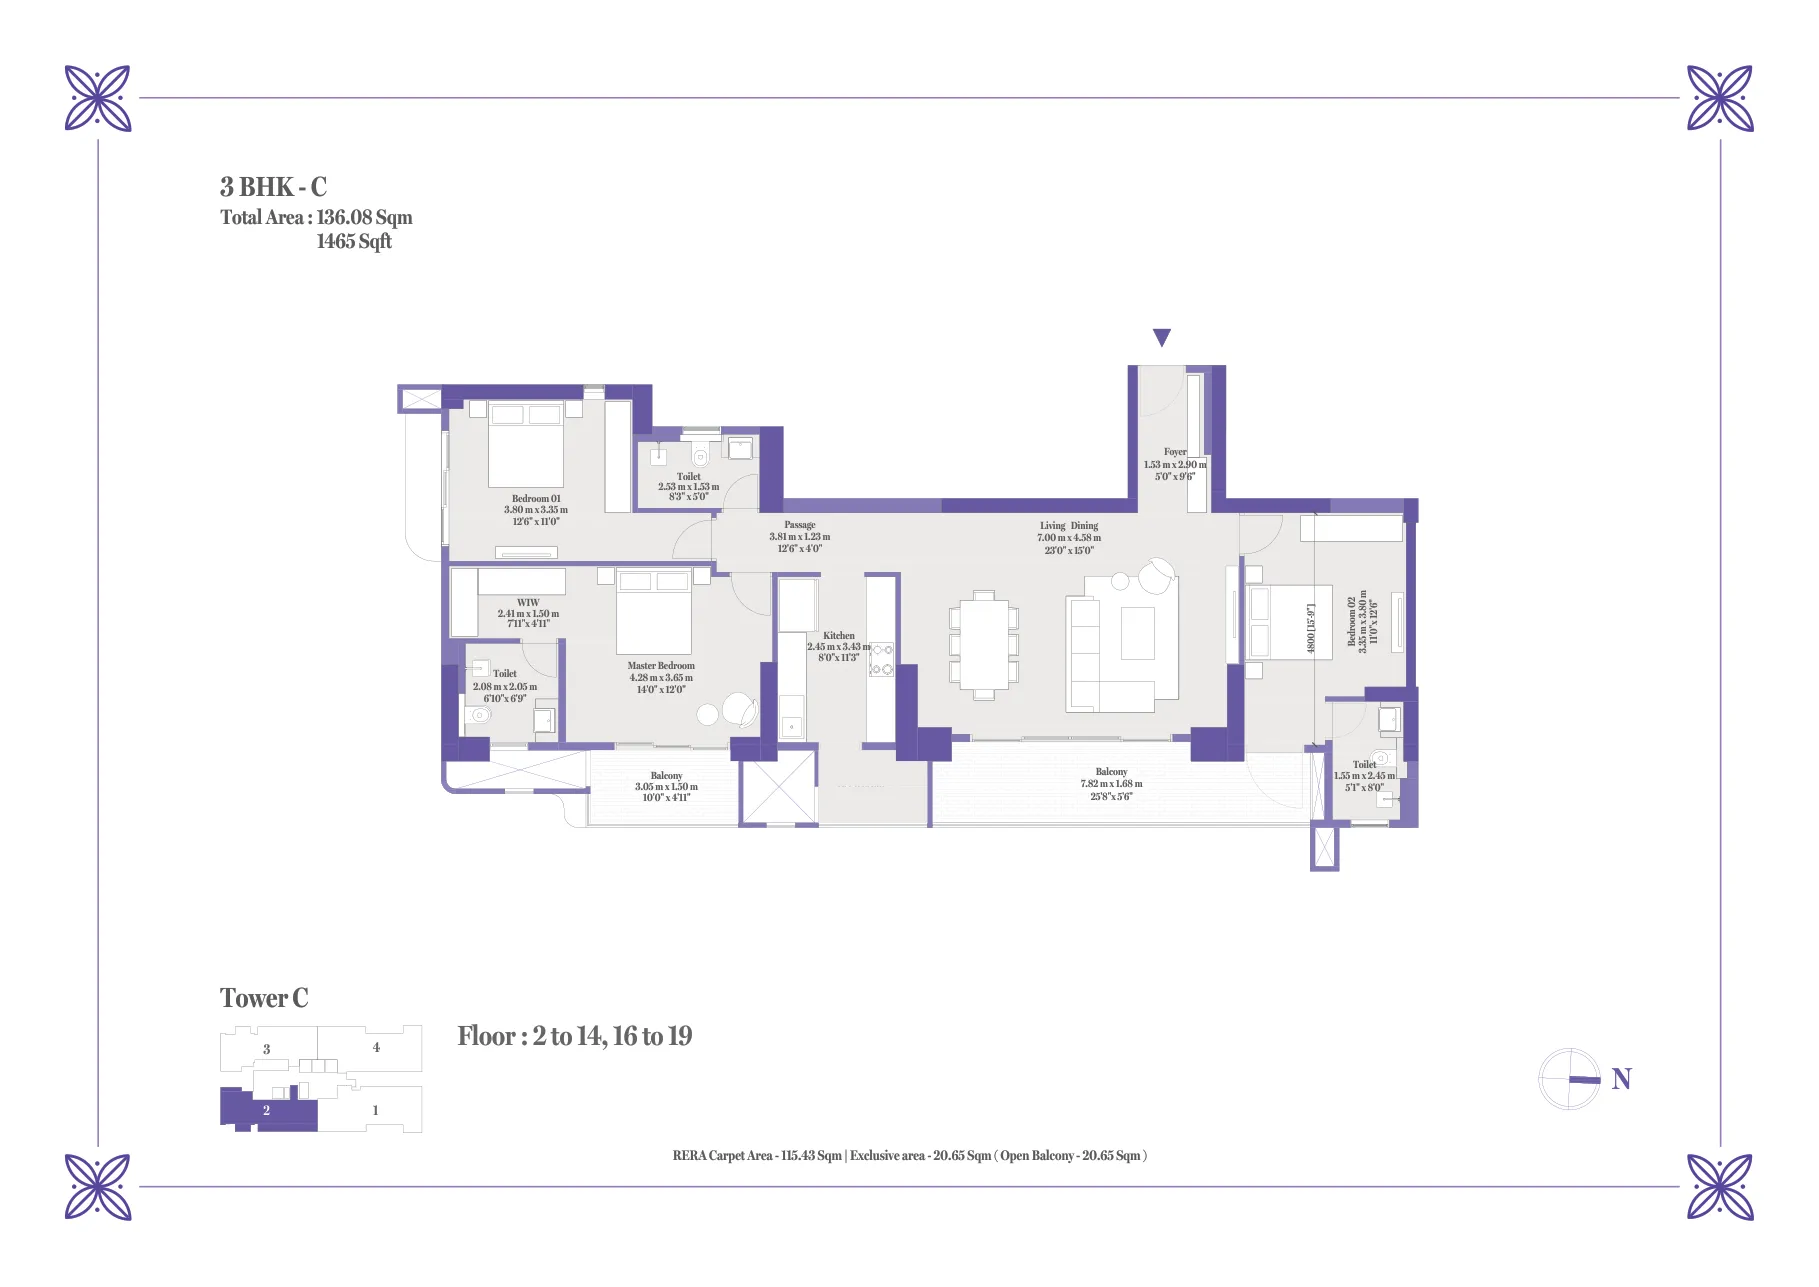 3 BHK - C
Total Area : 136.08 Sqm
1465 Sqft
Foyer
1.53 m x 2.90 m
5'0" x 9'6"
Toilet
2.53 m x 1.53 m
8'3" x 5'0"
Bedroom 01
3.80 m x 3.35 m
12'6" x 11'0"
Passage
3.81 m x 1.23 m
12'6" x 4'0"
Living Dining
7.00 m x 4.58 m
23'0" x 15'0"
WIW
2.41 m x 1.50 m
7'11" x 4'11"
Kitchen
2.45 m x 3.43 m
8'0" x 11'3"
4800 [15'-9"]
Bedroom 02
3.35 m x 3.80 m
11'0" x 12'6"
Master Bedroom
4.28 m x 3.65 m
14'0" x 12'0"
Toilet
2.08 m x 2.05 m
6'10" x 6'9"
Balcony
3.05 m x 1.50 m
10'0" x 4'11"
Balcony
7.82 m x 1.68 m
25'8" x 5'6"
Toilet
1.55 m x 2.45 m
5'1" x 8'0"
Tower C
3
4
2
1
Floor : 2 to 14, 16 to 19
N
RERA Carpet Area - 115.43 Sqm | Exclusive area - 20.65 Sqm ( Open Balcony - 20.65 Sqm )